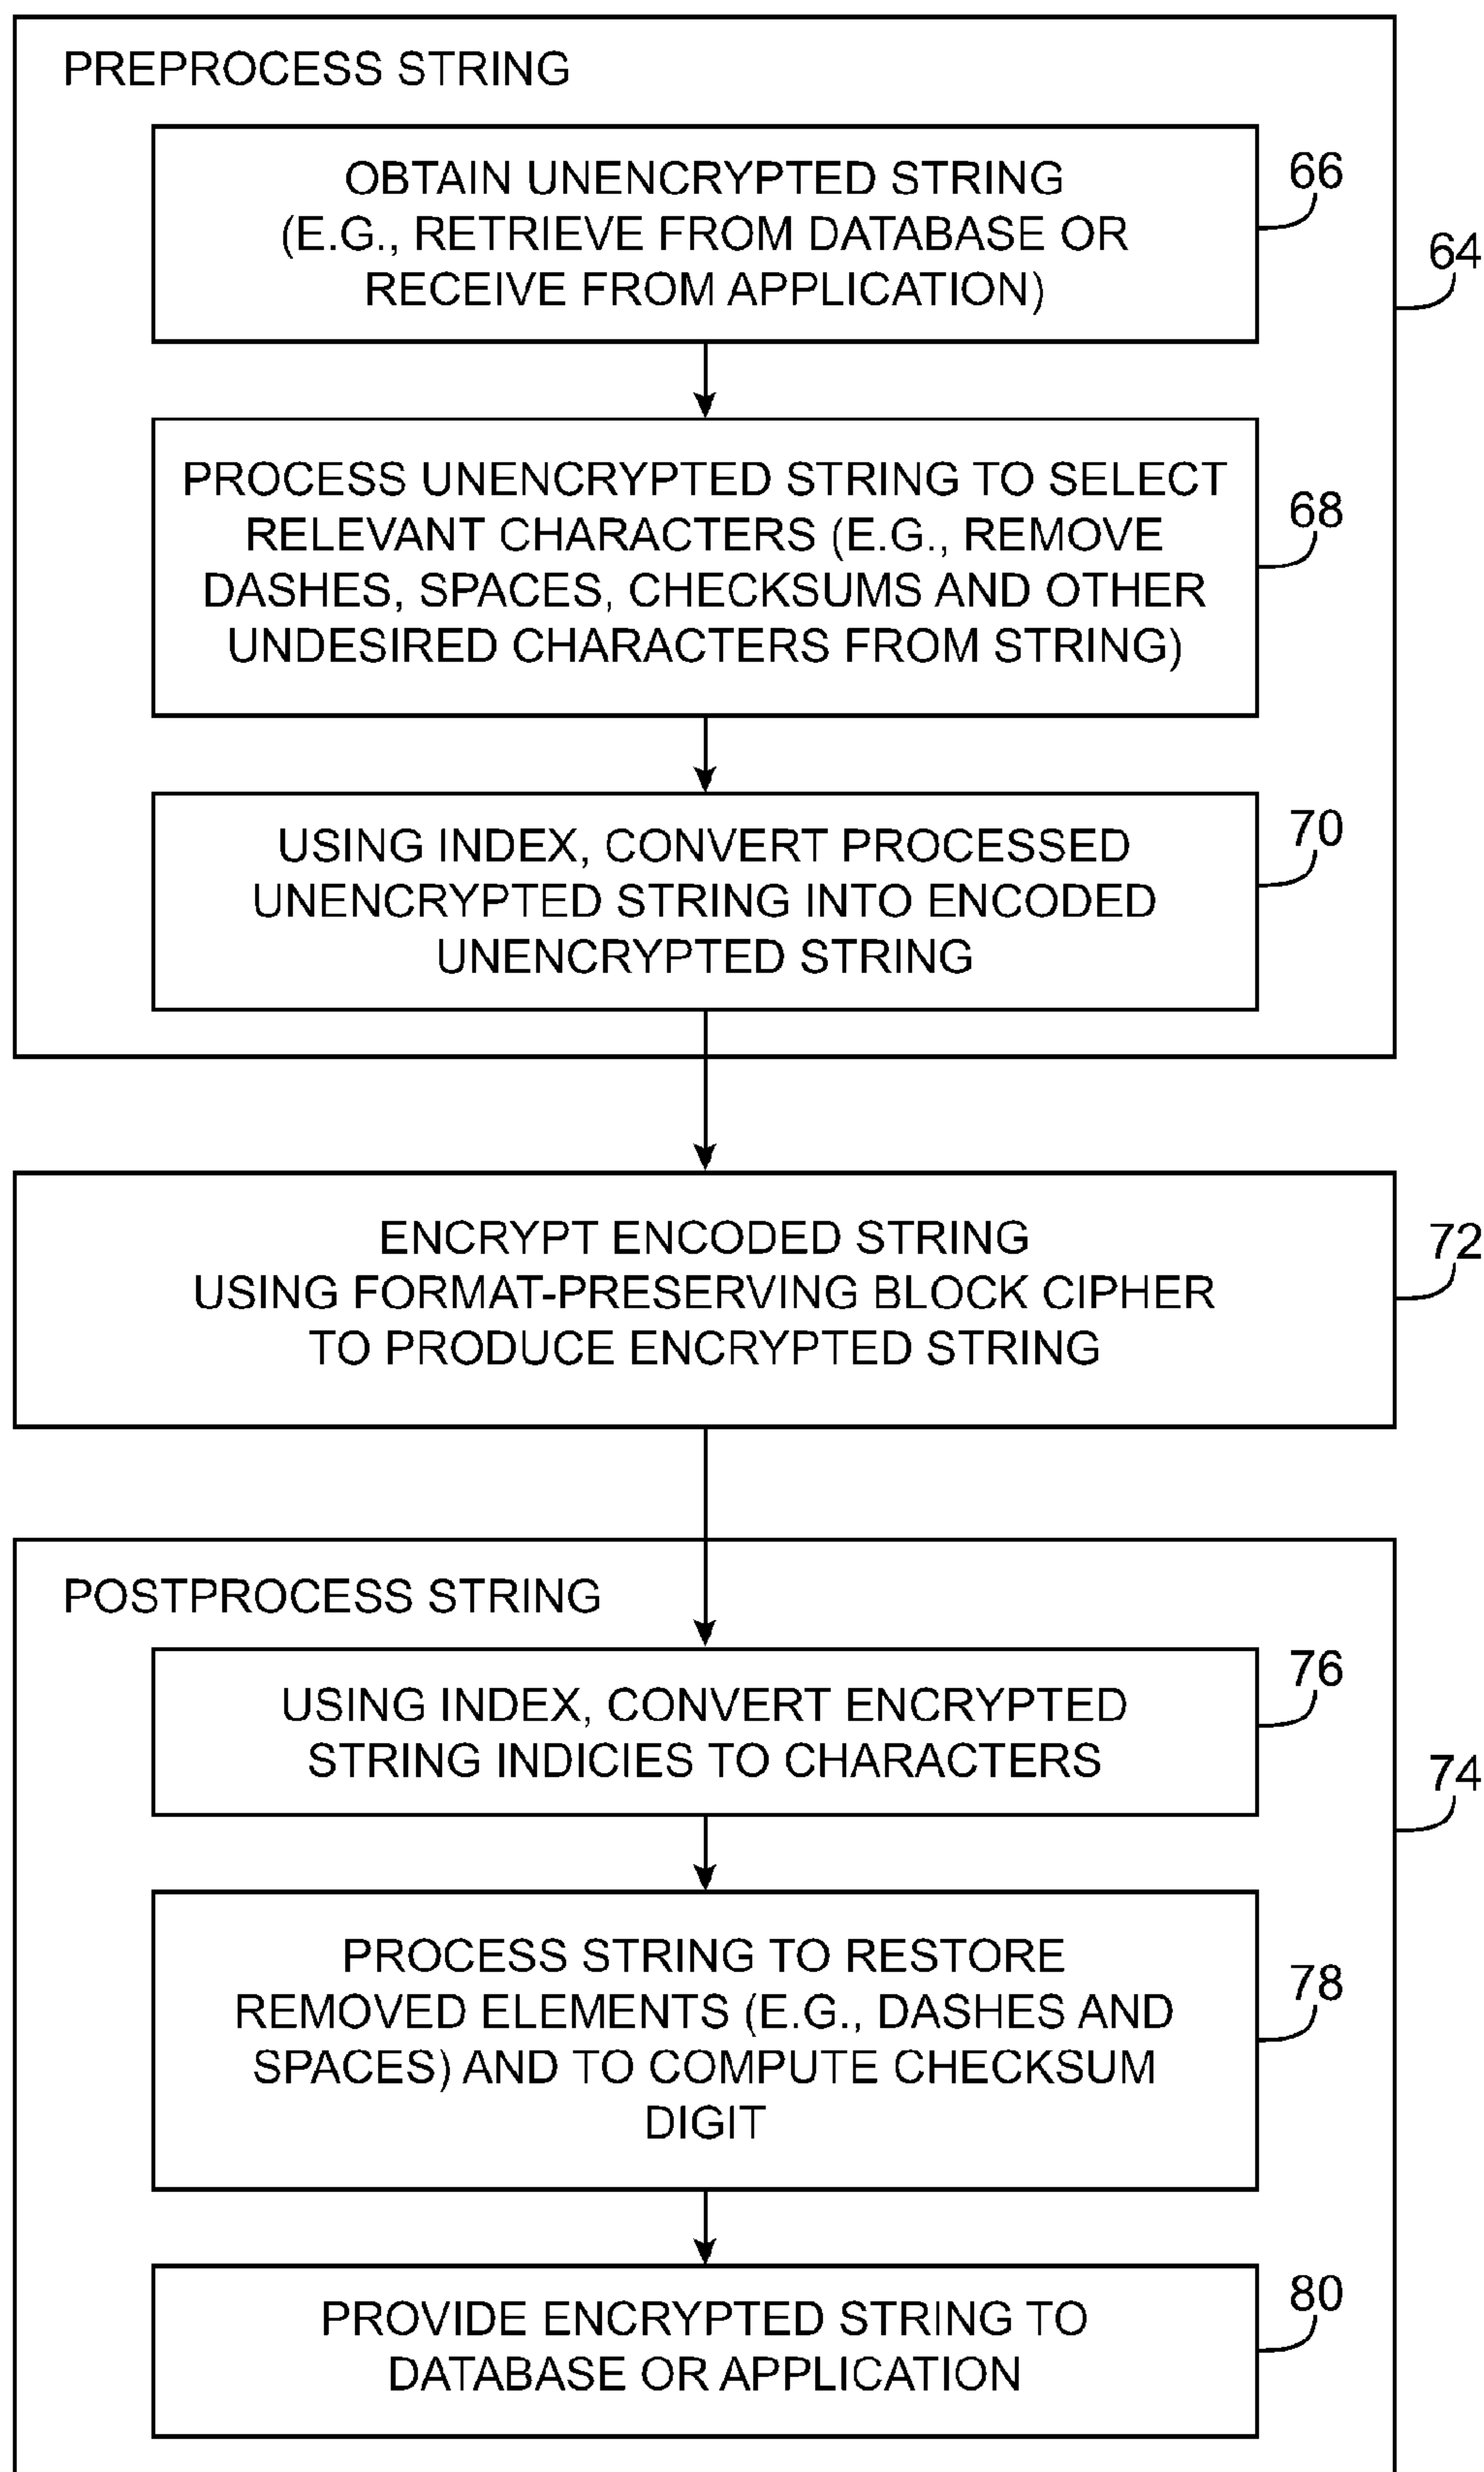 PREPROCESS STRING
OBTAIN UNENCRYPTED STRING
(E.G., RETRIEVE FROM DATABASE OR
RECEIVE FROM APPLICATION)
66
64
PROCESS UNENCRYPTED STRING TO SELECT
RELEVANT CHARACTERS (E.G., REMOVE
DASHES, SPACES, CHECKSUMS AND OTHER
UNDESIRED CHARACTERS FROM STRING)
68
USING INDEX, CONVERT PROCESSED
UNENCRYPTED STRING INTO ENCODED
UNENCRYPTED STRING
70
ENCRYPT ENCODED STRING
USING FORMAT-PRESERVING BLOCK CIPHER
TO PRODUCE ENCRYPTED STRING
72
POSTPROCESS STRING
USING INDEX, CONVERT ENCRYPTED
STRING INDICIES TO CHARACTERS
76
74
PROCESS STRING TO RESTORE
REMOVED ELEMENTS (E.G., DASHES AND
SPACES) AND TO COMPUTE CHECKSUM
DIGIT
78
PROVIDE ENCRYPTED STRING TO
DATABASE OR APPLICATION
80